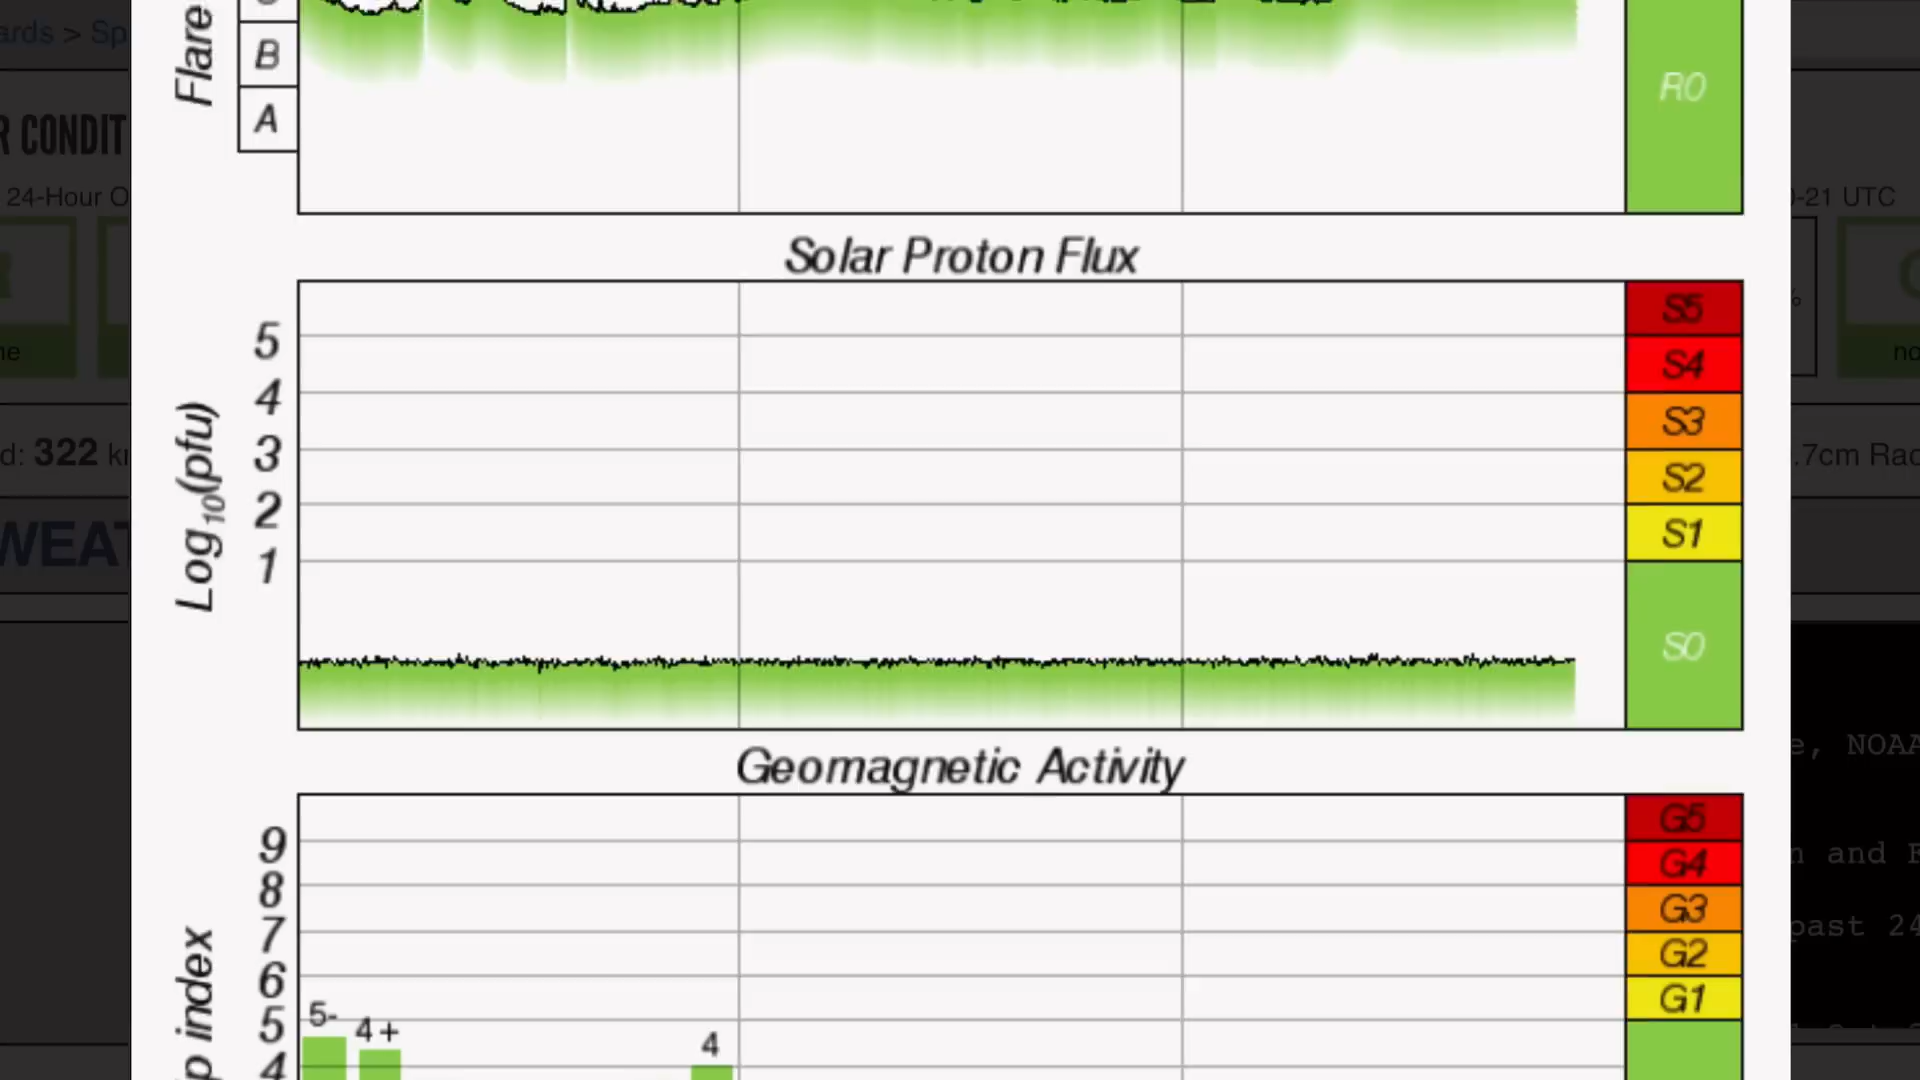 ards > Sp
R CONDIT
24-Hour O
-21 UTC
Flare
B
A
R0
Solar Proton Flux
Log10(pfu)
5
4
3
2
1
S5
S4
S3
S2
S1
S0
d: 322 k
.7cm Rad
WEAT
Geomagnetic Activity
p index
9
8
7
6
5
4
5-
4+
4
G5
G4
G3
G2
G1
e, NOAA
n and
past 24